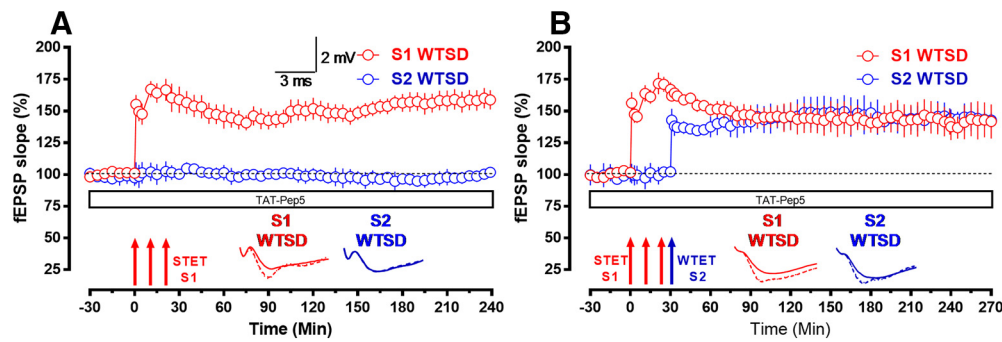 A
200
175
150
125
100
75
50
25
fEPSP slope (%)
2 mV
3 ms
S1 WTSD
S2 WTSD
TAT-Pep5
S1
WTSD
S2
WTSD
STET
S1
-30
0
30
60
90
120
150
180
210
240
Time (Min)
B
200
175
150
125
100
75
50
25
fEPSP slope (%)
S1 WTSD
S2 WTSD
TAT-Pep5
S1
WTSD
S2
WTSD
STET
S1
WTET
S2
-30
0
30
60
90
120
150
180
210
240
270
Time (Min)